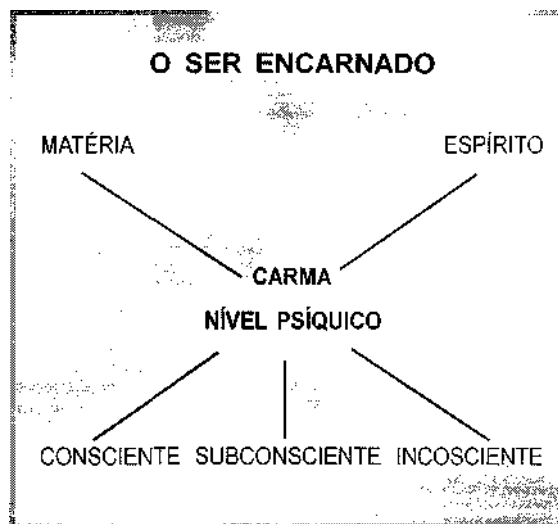 O SER ENCARNADO
MATÉRIA ESPÍRITO
CARMA
NÍVEL PSÍQUICO
CONSCIENTE SUBCONSCIENTE INCOSCIENTE